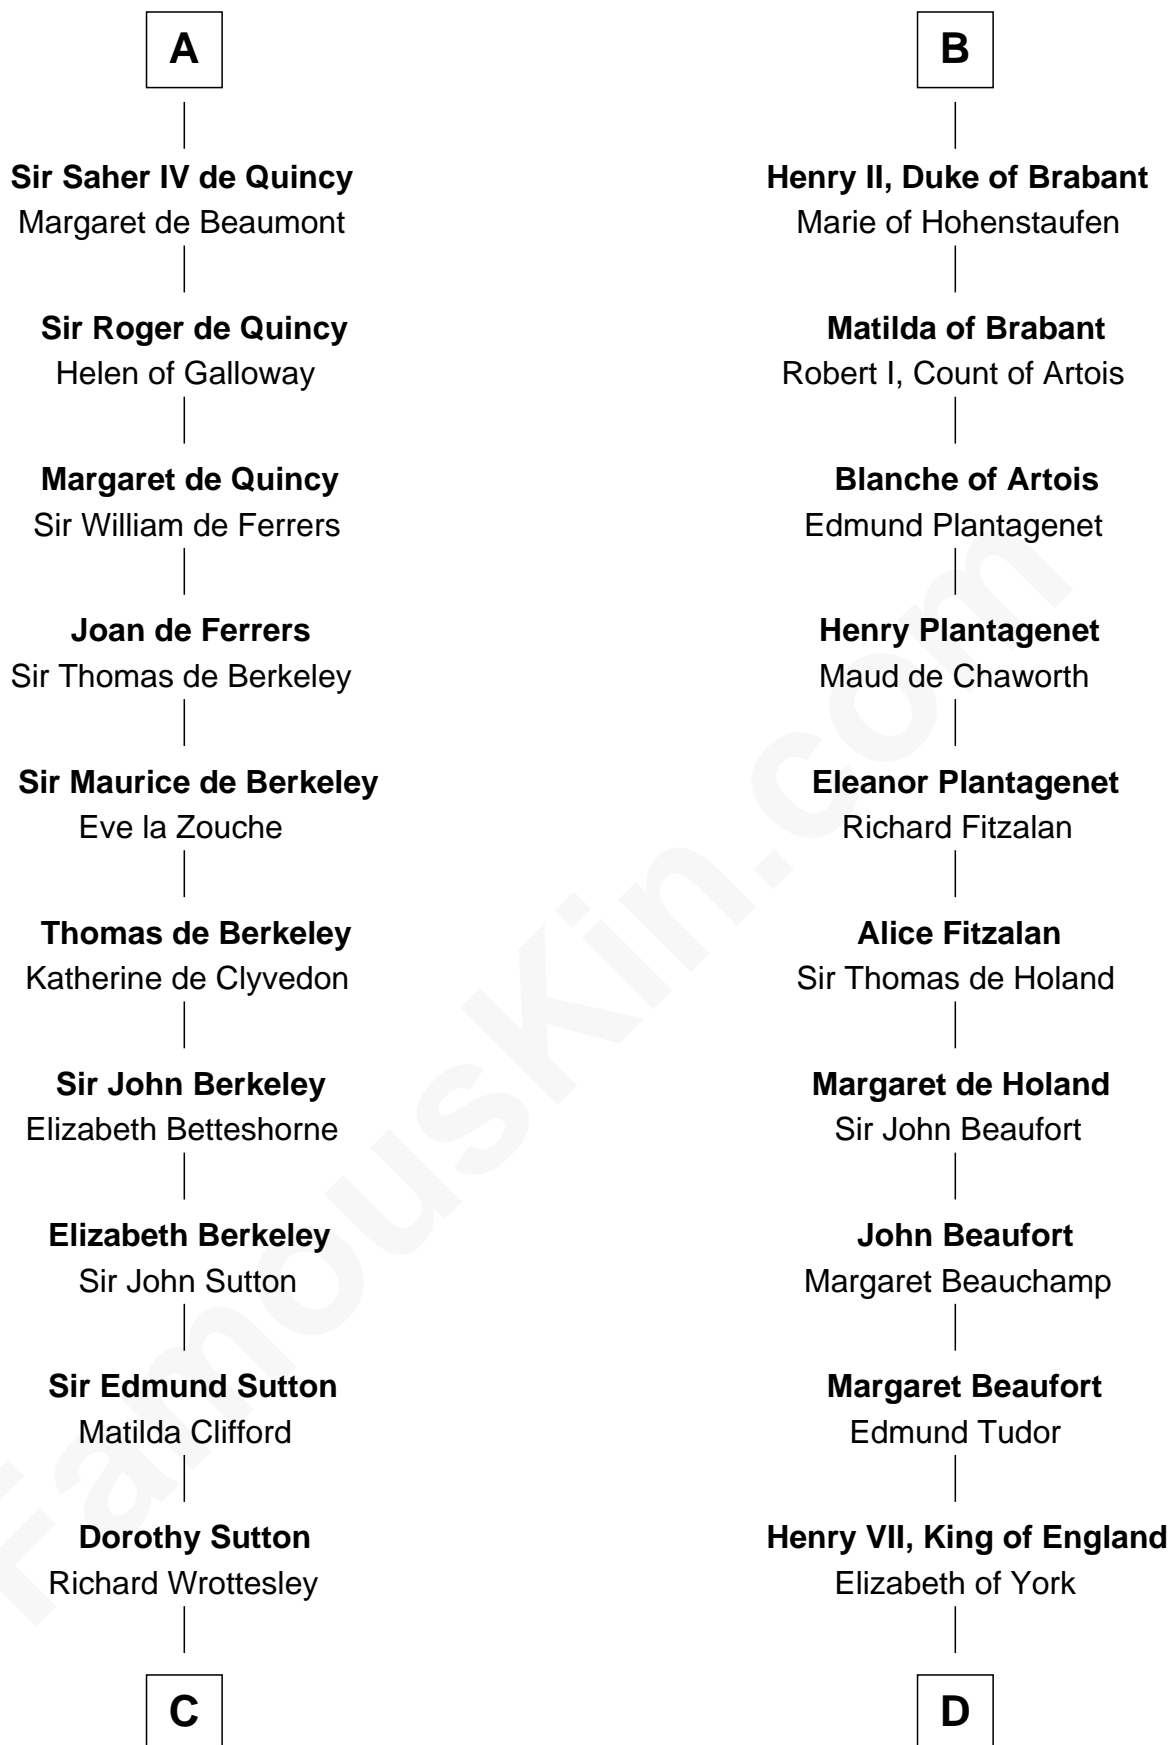 A
B
Sir Saher IV de Quincy
Margaret de Beaumont
Henry II, Duke of Brabant
Marie of Hohenstaufen
Sir Roger de Quincy
Helen of Galloway
Matilda of Brabant
Robert I, Count of Artois
Margaret de Quincy
Sir William de Ferrers
Blanche of Artois
Edmund Plantagenet
Joan de Ferrers
Sir Thomas de Berkeley
Henry Plantagenet
Maud de Chaworth
Sir Maurice de Berkeley
Eve la Zouche
Eleanor Plantagenet
Richard Fitzalan
Thomas de Berkeley
Katherine de Clyvedon
Alice Fitzalan
Sir Thomas de Holand
Sir John Berkeley
Elizabeth Betteshorne
Margaret de Holand
Sir John Beaufort
Elizabeth Berkeley
Sir John Sutton
John Beaufort
Margaret Beauchamp
Sir Edmund Sutton
Matilda Clifford
Margaret Beaufort
Edmund Tudor
Dorothy Sutton
Richard Wrottesley
Henry VII, King of England
Elizabeth of York
C
D
FamousKin.com